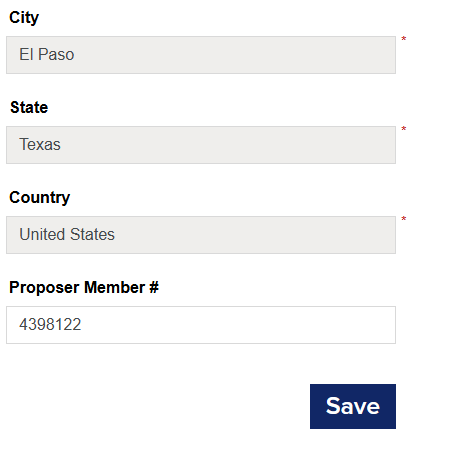 City
El Paso
*
State
Texas
*
Country
United States
*
Proposer Member #
4398122
Save